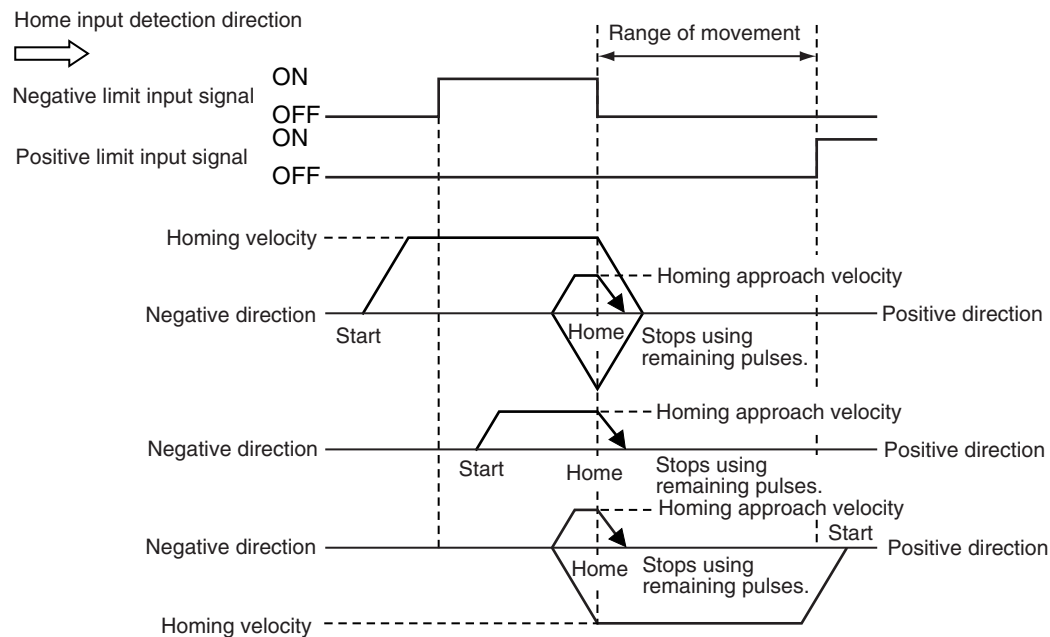 Home input detection direction
Range of movement
ON
Negative limit input signal
OFF
ON
Positive limit input signal
OFF
Homing velocity
Homing approach velocity
Negative direction
Positive direction
Start
Home
Stops using
remaining pulses.
Homing approach velocity
Negative direction
Positive direction
Start
Home
Stops using
remaining pulses.
Homing approach velocity
Start
Negative direction
Positive direction
Home
Stops using
remaining pulses.
Homing velocity